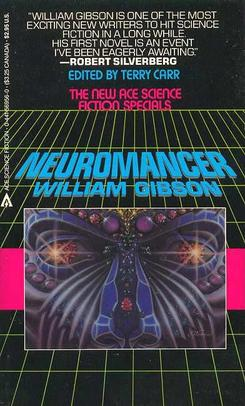 "WILLIAM GIBSON IS ONE OF THE MOST
EXCITING NEW WRITERS TO HIT SCIENCE
FICTION IN A LONG WHILE.
HIS FIRST NOVEL IS AN EVENT
I'VE BEEN EAGERLY AWAITING."
—ROBERT SILVERBERG
EDITED BY TERRY CARR
THE NEW ACE SCIENCE
FICTION SPECIALS
NEUROMANCER
WILLIAM GIBSON
ACE SCIENCE FICTION • 0-441-56956-0 • ($3.25 CANADA) • $2.95 U.S.